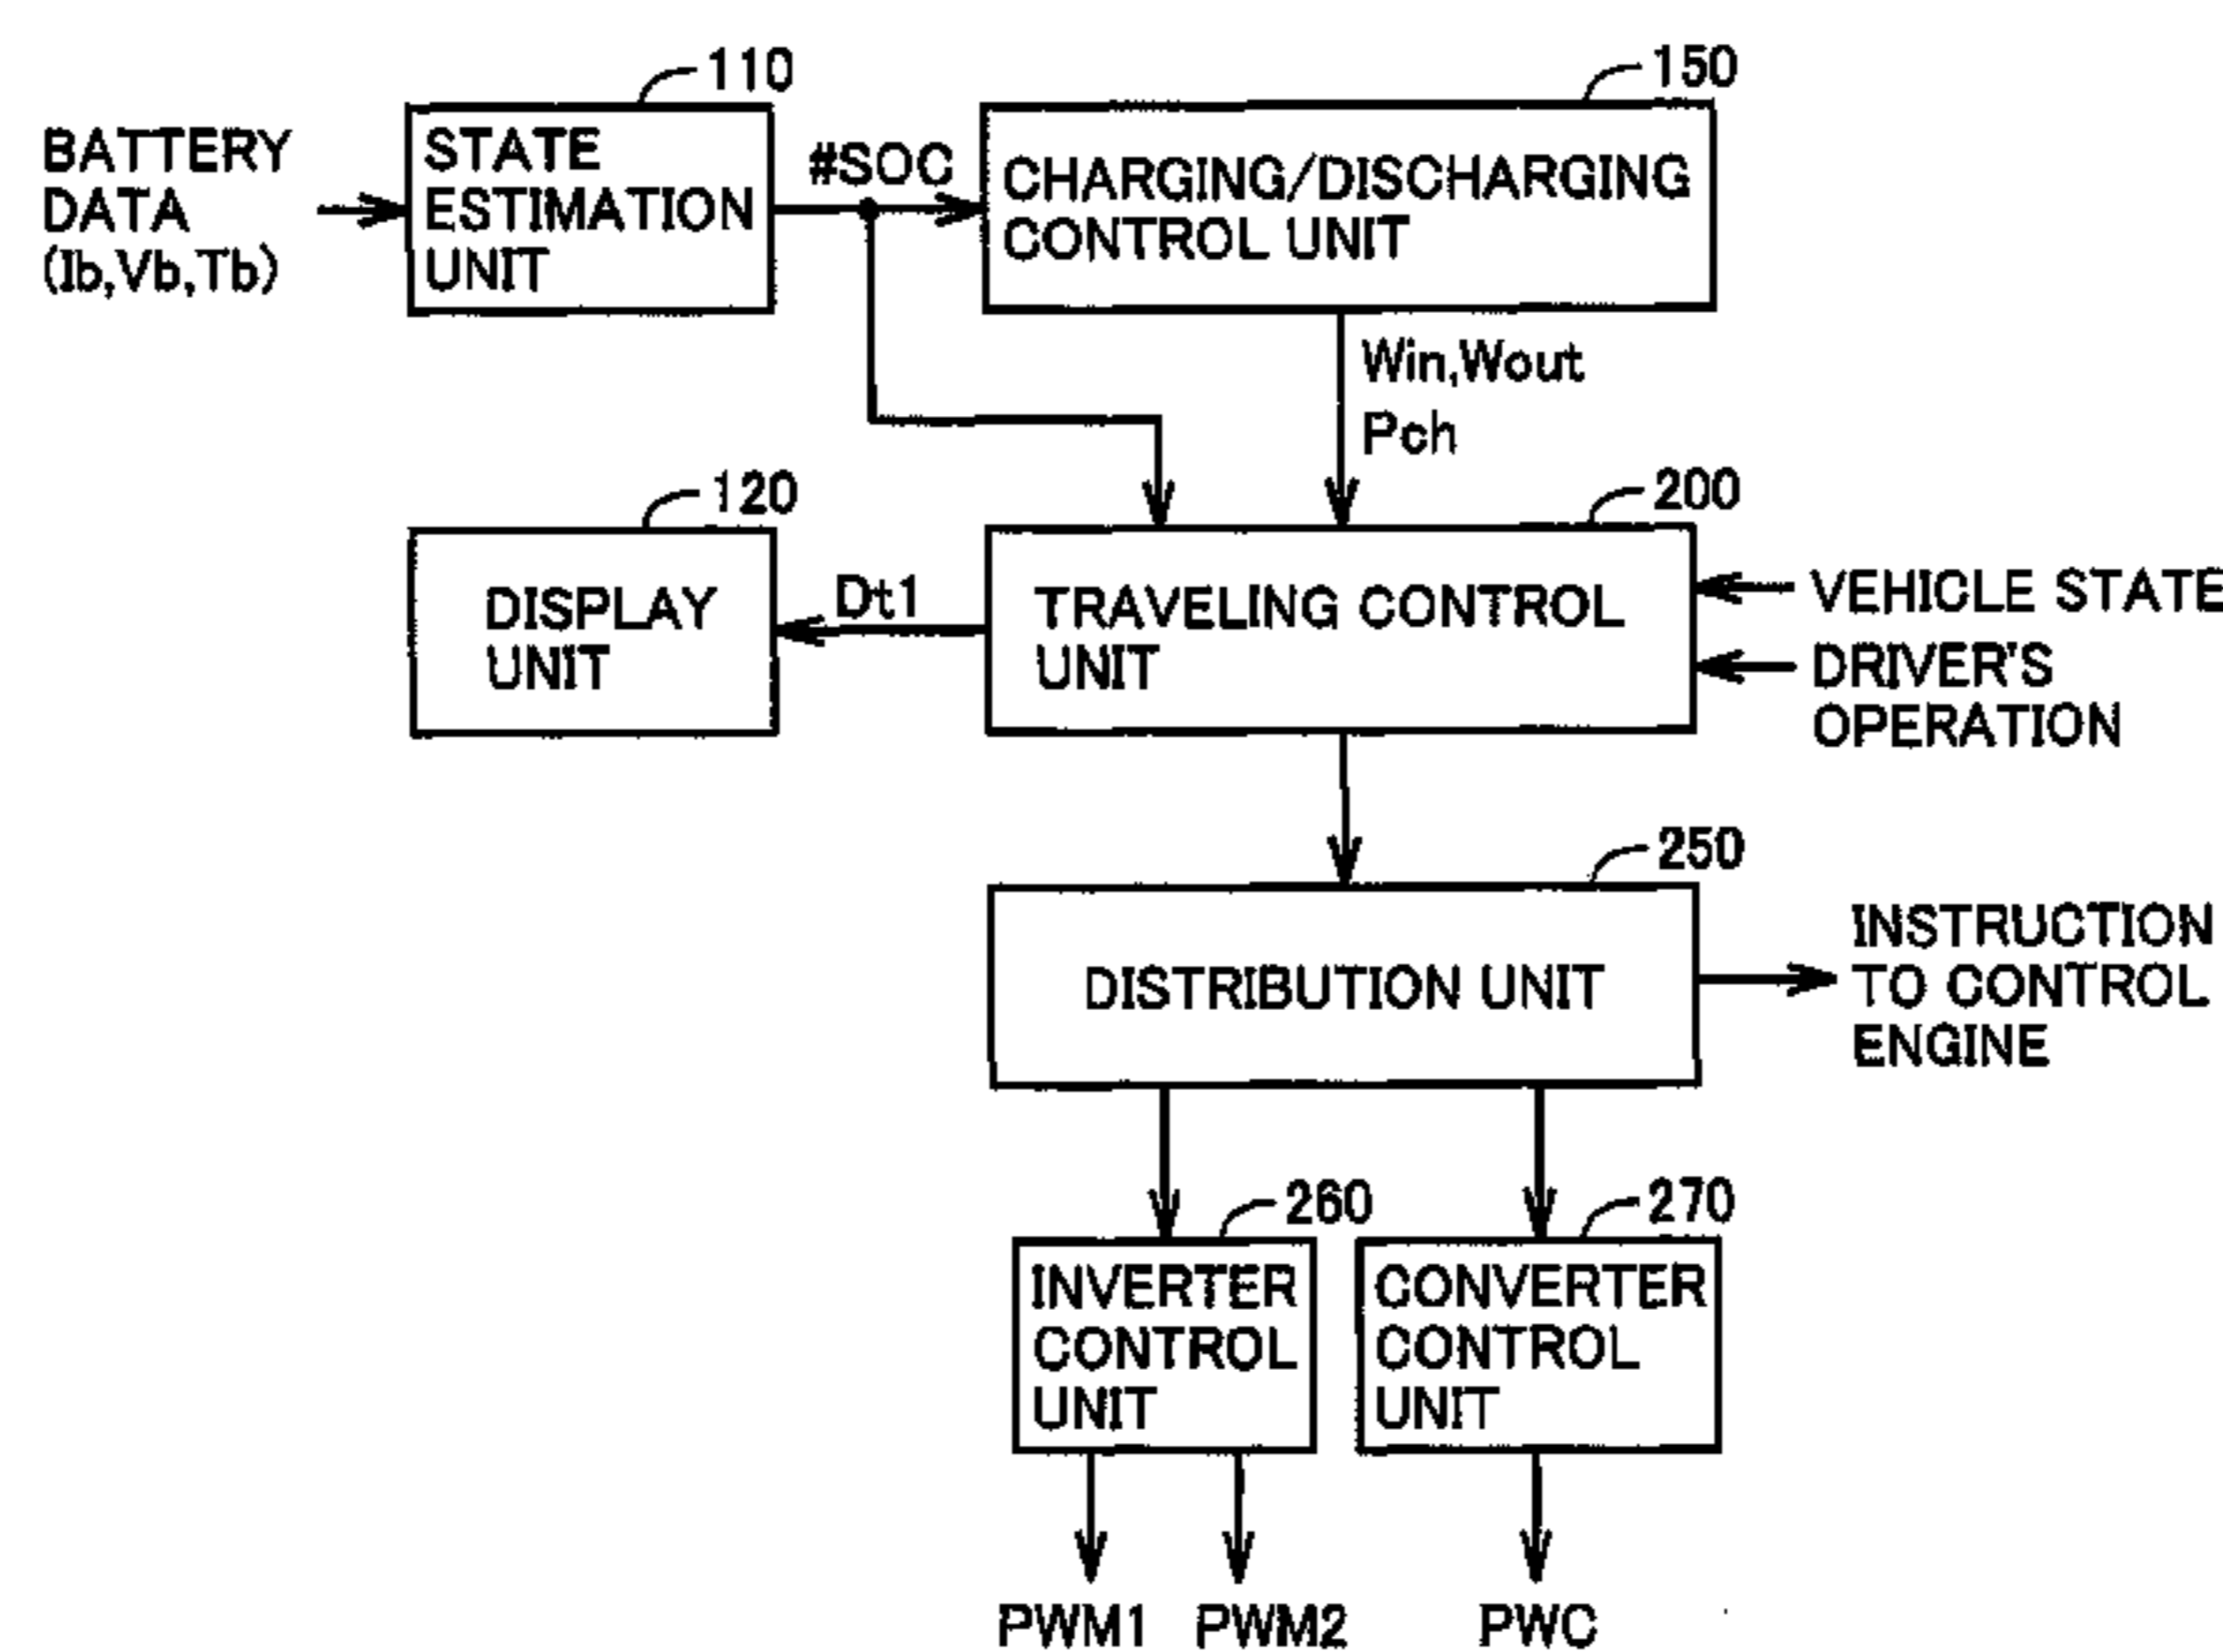 110
150
BATTERY
DATA
(Ib,Vb,Tb)
STATE
ESTIMATION
UNIT
#SOC
CHARGING/DISCHARGING
CONTROL UNIT
Win,Wout
Pch
120
200
DISPLAY
UNIT
Dt1
TRAVELING CONTROL
UNIT
VEHICLE STATE
DRIVER'S
OPERATION
250
DISTRIBUTION UNIT
INSTRUCTION
TO CONTROL
ENGINE
260
270
INVERTER
CONTROL
UNIT
CONVERTER
CONTROL
UNIT
PWM1
PWM2
PWC